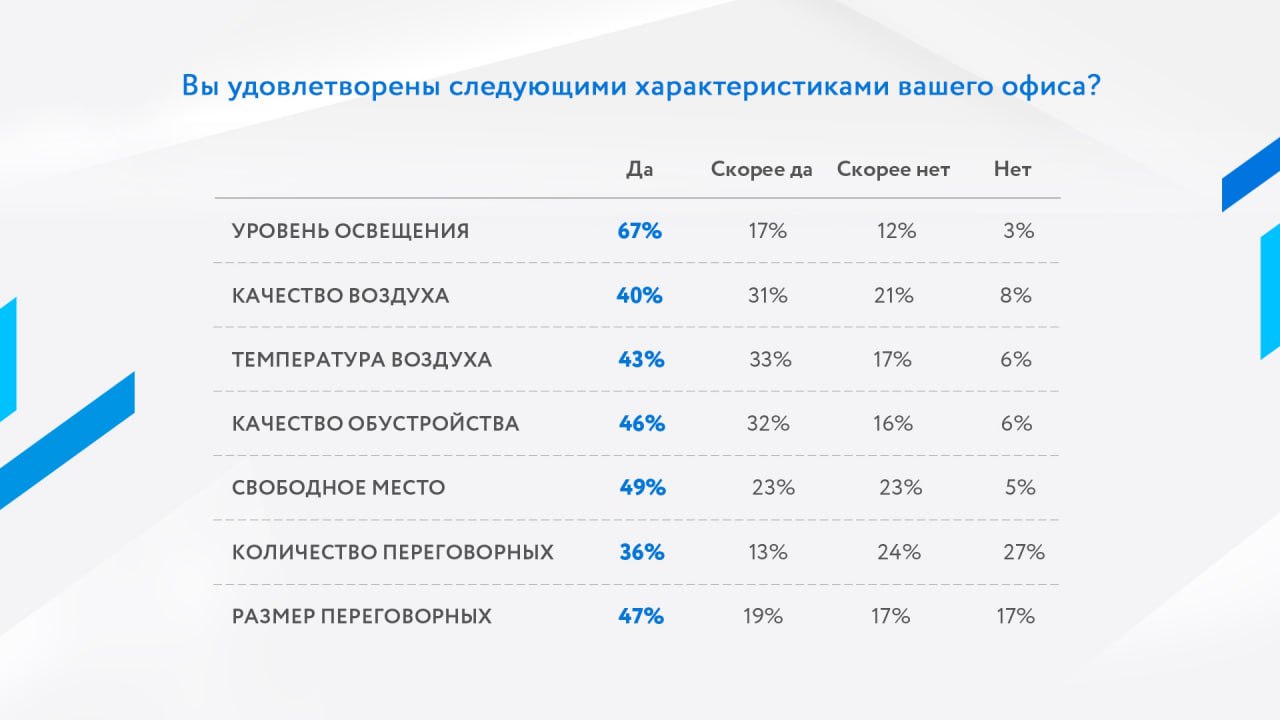 Вы удовлетворены следующими характеристиками вашего офиса?
Да Скорее да Скорее нет Нет
УРОВЕНЬ ОСВЕЩЕНИЯ 67% 17% 12% 3%
КАЧЕСТВО ВОЗДУХА 40% 31% 21% 8%
ТЕМПЕРАТУРА ВОЗДУХА 43% 33% 17% 6%
КАЧЕСТВО ОБУСТРОЙСТВА 46% 32% 16% 6%
СВОБОДНОЕ МЕСТО 49% 23% 23% 5%
КОЛИЧЕСТВО ПЕРЕГОВОРНЫХ 36% 13% 24% 27%
РАЗМЕР ПЕРЕГОВОРНЫХ 47% 19% 17% 17%